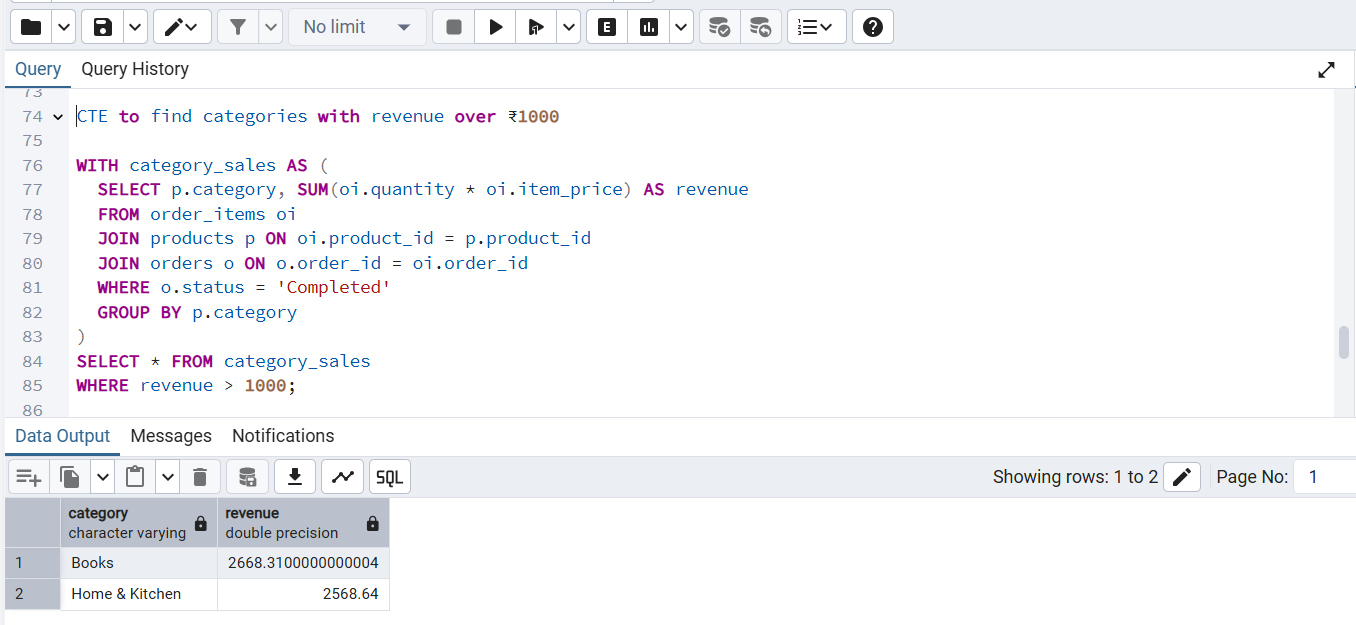 No limit
E
Query Query History
73
74 CTE to find categories with revenue over ₹1000
75
76 WITH category_sales AS (
77 SELECT p.category, SUM(oi.quantity * oi.item_price) AS revenue
78 FROM order_items oi
79 JOIN products p ON oi.product_id = p.product_id
80 JOIN orders o ON o.order_id = oi.order_id
81 WHERE o.status = 'Completed'
82 GROUP BY p.category
83 )
84 SELECT * FROM category_sales
85 WHERE revenue > 1000;
86
Data Output Messages Notifications
SQL Showing rows: 1 to 2 Page No: 1
category revenue
character varying double precision
1 Books 2668.3100000000004
2 Home & Kitchen 2568.64